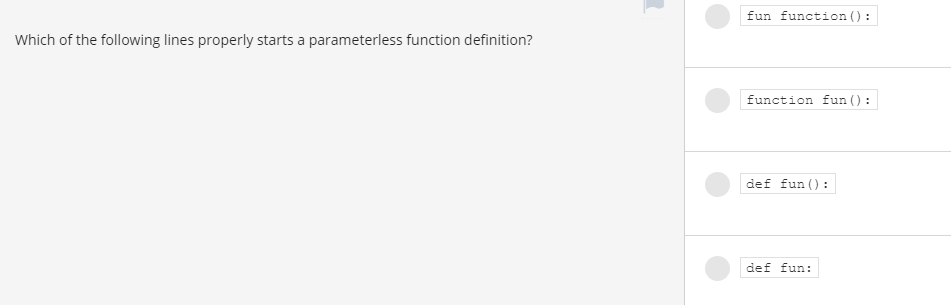 Which of the following lines properly starts a parameterless function definition?
fun function():
function fun():
def fun():
def fun: